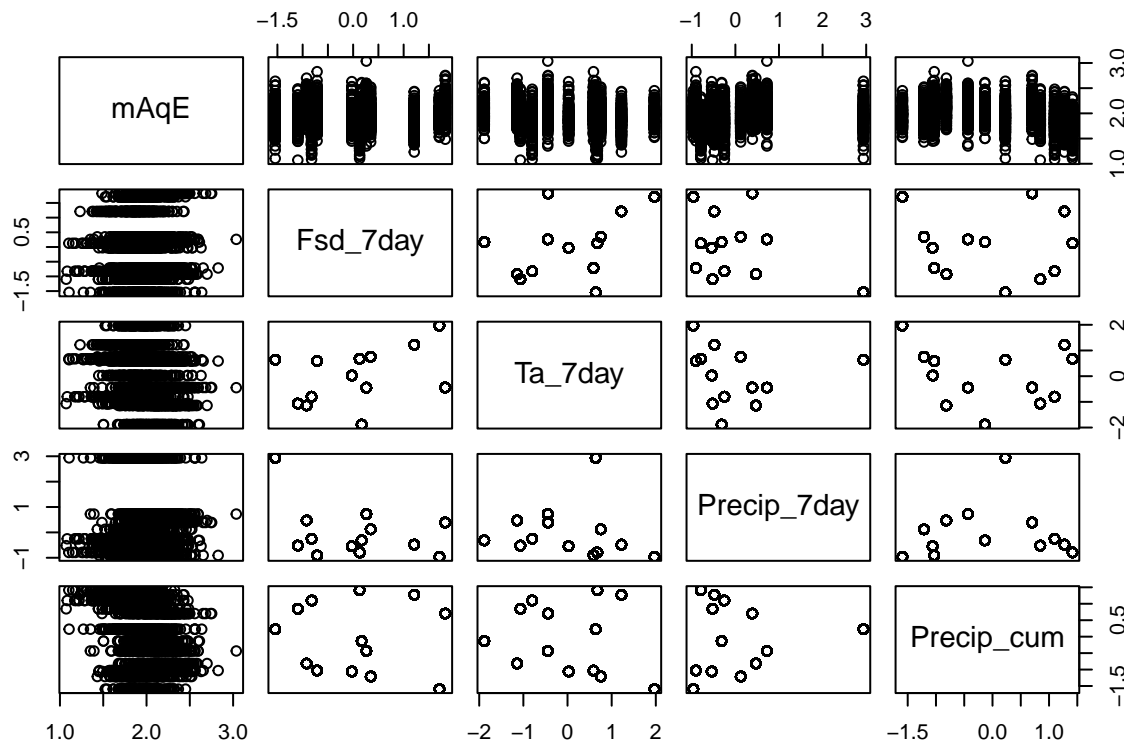 −1.5 0.0 1.0 −1 0 1 2 3
mAqE 1.0 2.0 3.0
−1.5 0.5 Fsd_7day
Ta_7day −2 0 1 2
−1 1 3 Precip_7day
Precip_cum −1.5 0.5
1.0 2.0 3.0 −2 −1 0 1 2 −1.5 0.0 1.0